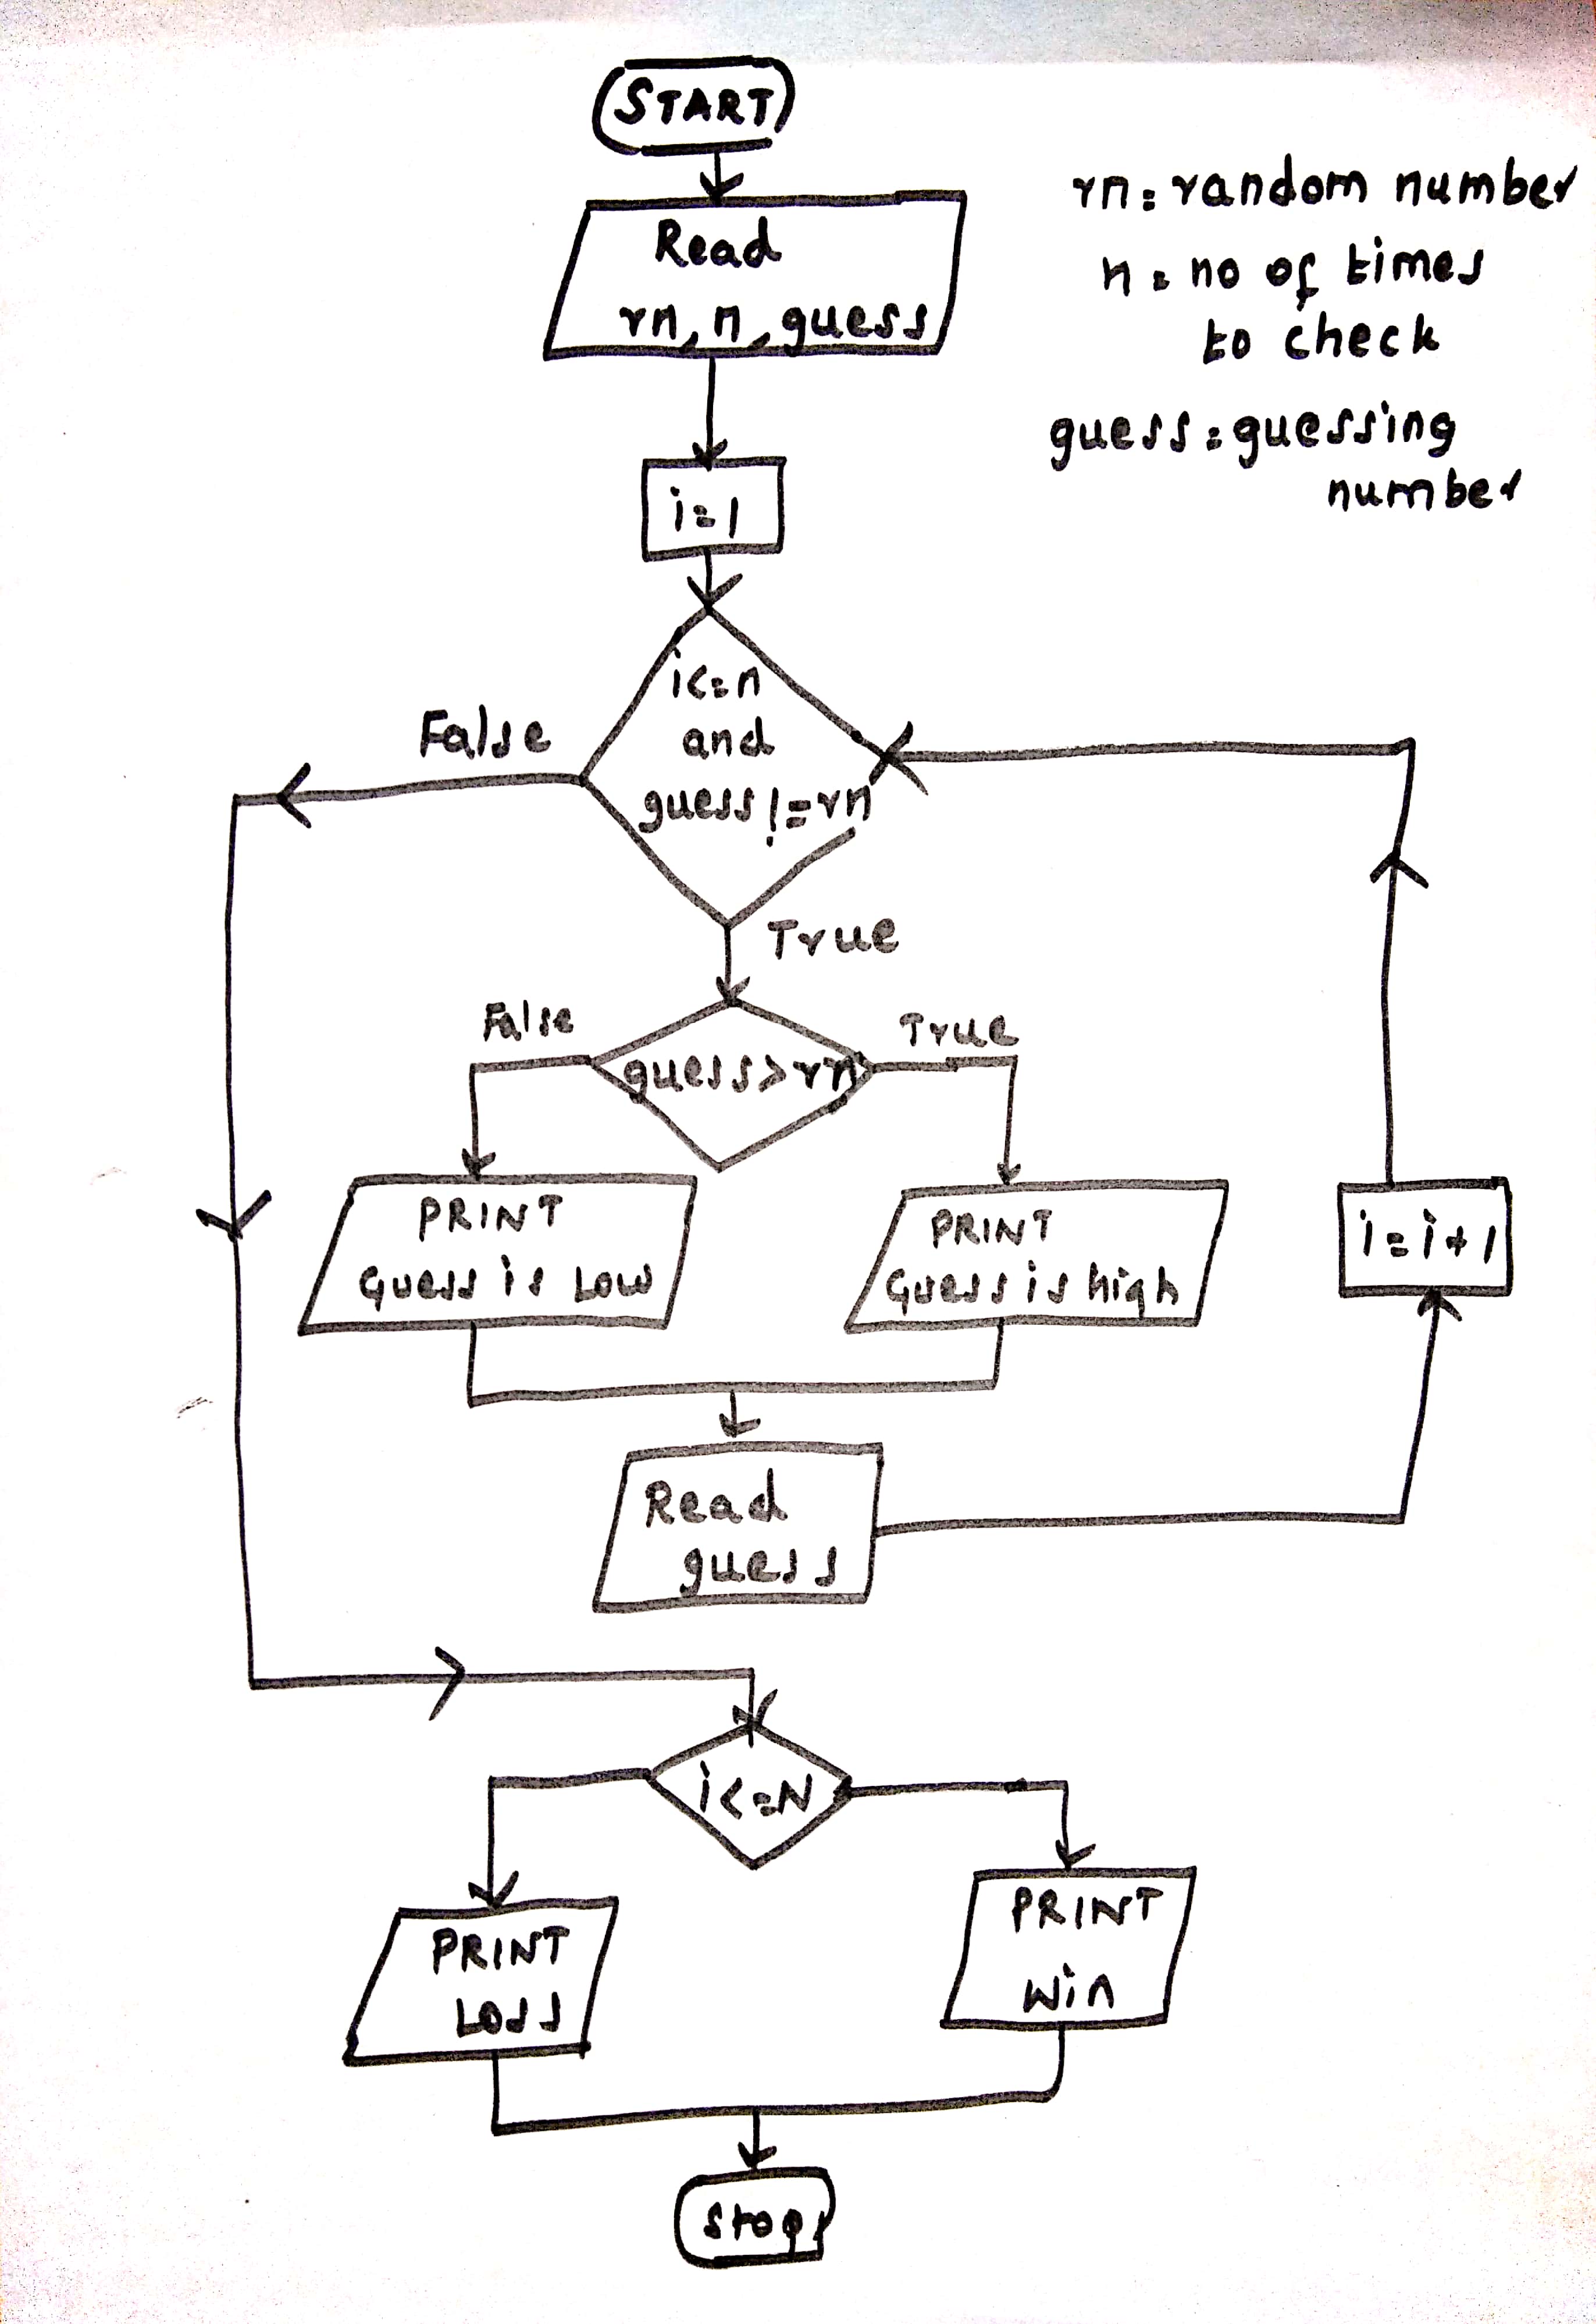 START
Read
rn, n, guess
rn = random number
n = no of times
to check
guess = guessing
number
i=1
i<=n
and
guess!=rn
False
True
guess>rn
False
True
PRINT
Guess is Low
PRINT
Guess is high
i=i+1
Read
guess
i<=N
PRINT
Loss
PRINT
Win
Stop